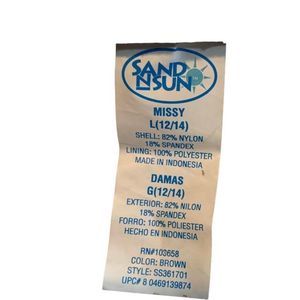 SAND
N SUN
MISSY
L(12/14)
SHELL: 82% NYLON
18% SPANDEX
LINING: 100% POLYESTER
MADE IN INDONESIA
DAMAS
G(12/14)
EXTERIOR: 82% NILON
18% SPANDEX
FORRO: 100% POLIESTER
HECHO EN INDONESIA
RN#103658
COLOR: BROWN
STYLE: SS361701
UPC# 8 0469139874